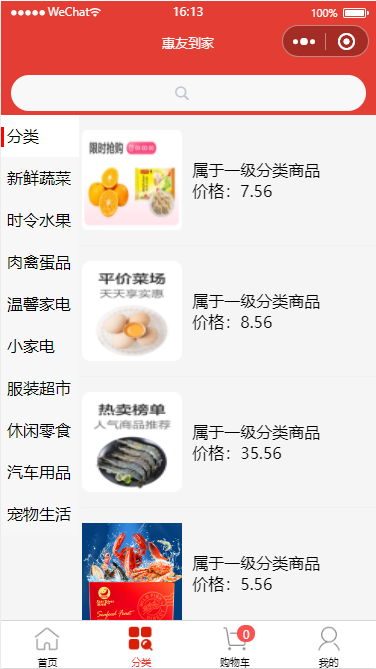 ●●●●● WeChat
16:13
100%
惠友到家
分类
新鲜蔬菜
时令水果
肉禽蛋品
温馨家电
小家电
服装超市
休闲零食
汽车用品
宠物生活
限时抢购
00:00:00
属于一级分类商品
价格：7.56
平价菜场
天天享实惠
属于一级分类商品
价格：8.56
热卖榜单
人气商品推荐
属于一级分类商品
价格：35.56
属于一级分类商品
价格：5.56
首页
分类
0
购物车
我的